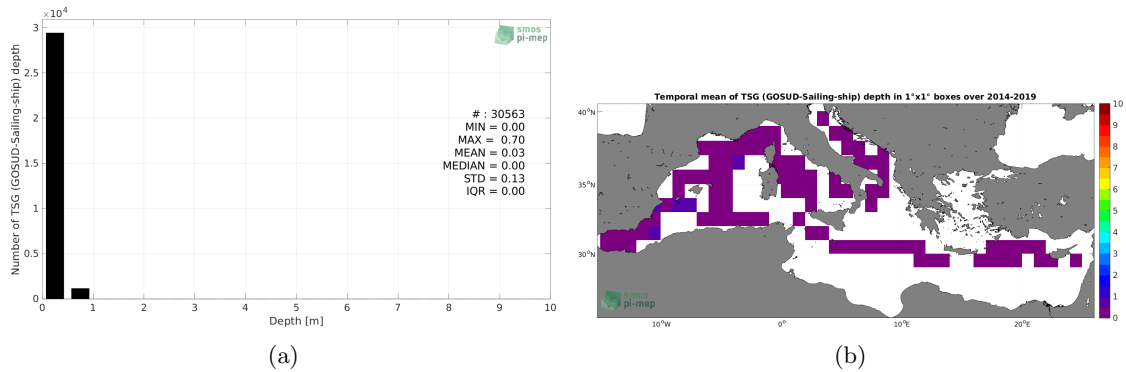 ×10⁴
3
2.5
2
1.5
1
0.5
0
Number of TSG (GOSUD-Sailing-ship) depth
smos
pi-mep
# : 30563
MIN = 0.00
MAX = 0.70
MEAN = 0.03
MEDIAN = 0.00
STD = 0.13
IQR = 0.00
0 1 2 3 4 5 6 7 8 9 10
Depth [m]
(a)
Temporal mean of TSG (GOSUD-Sailing-ship) depth in 1°x1° boxes over 2014-2019
40°N
35°N
30°N
10°W 0° 10°E 20°E
smos
pi-mep
10
9
8
7
6
5
4
3
2
1
0
(b)